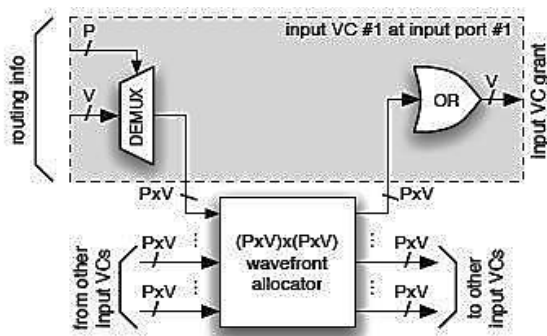 P
input VC #1 at input port #1
routing info
V
DEMUX
OR
V
input VC grant
PxV
PxV
(PxV)x(PxV)
wavefront
allocator
from other
input VCs
PxV
PxV
PxV
PxV
to other
input VCs